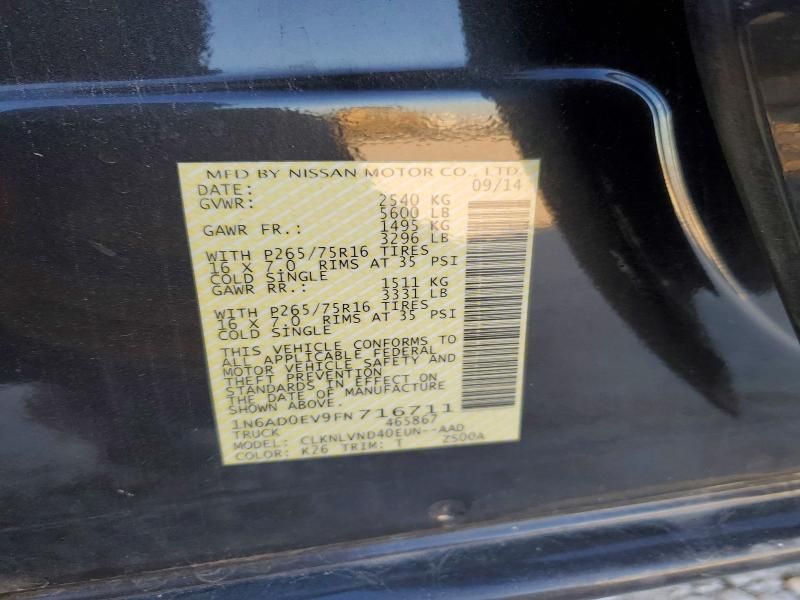 MFD BY NISSAN MOTOR CO., LTD.
DATE: 09/14
GVWR: 2540 KG
5600 LB
GAWR FR.: 1495 KG
3296 LB
WITH P265/75R16 TIRES
16 X 7.0 RIMS AT 35 PSI
COLD SINGLE
GAWR RR.: 1511 KG
3331 LB
WITH P265/75R16 TIRES
16 X 7.0 RIMS AT 35 PSI
COLD SINGLE
THIS VEHICLE CONFORMS TO
ALL APPLICABLE FEDERAL
MOTOR VEHICLE SAFETY AND
THEFT PREVENTION
STANDARDS IN EFFECT ON
THE DATE OF MANUFACTURE
1N6AD0EV9FN716711
TRUCK 465867
MODEL: CLKNLVND40EUN--AAD
COLOR: K26 TRIM: T Z500A